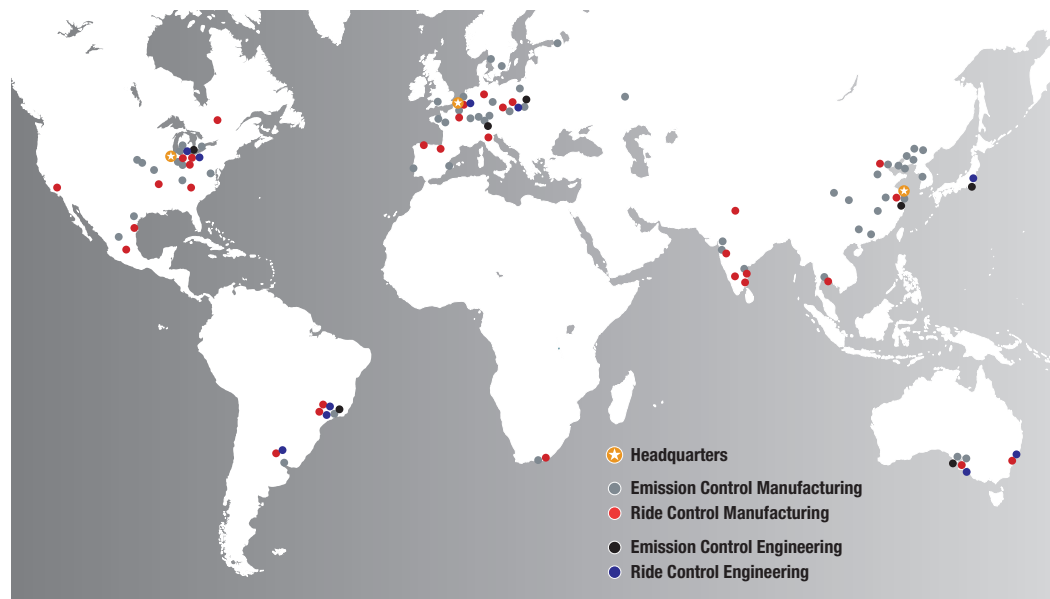 Headquarters
Emission Control Manufacturing
Ride Control Manufacturing
Emission Control Engineering
Ride Control Engineering